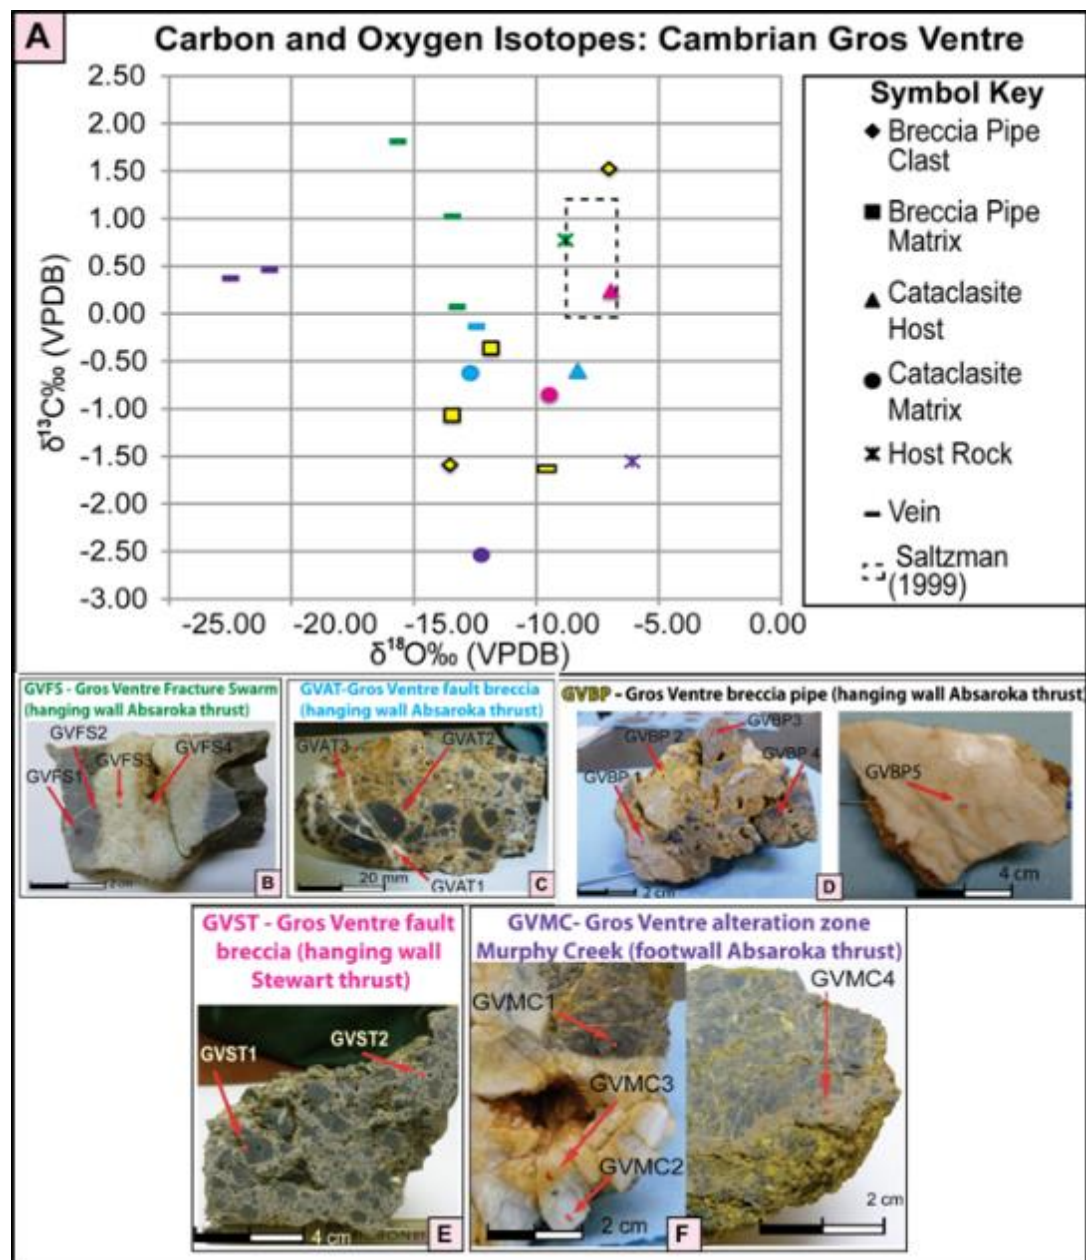 A
Carbon and Oxygen Isotopes: Cambrian Gros Ventre
2.50
2.00
1.50
1.00
0.50
0.00
-0.50
-1.00
-1.50
-2.00
-2.50
-3.00
δ¹³C‰ (VPDB)
-25.00 -20.00 -15.00 -10.00 -5.00 0.00
δ¹⁸O‰ (VPDB)
Symbol Key
Breccia Pipe
Clast
Breccia Pipe
Matrix
Cataclasite
Host
Cataclasite
Matrix
Host Rock
Vein
Saltzman
(1999)
GVFS - Gros Ventre Fracture Swarm
(hanging wall Absaroka thrust)
GVFS2
GVFS3
GVFS4
GVFS1
2 cm
B
GVAT-Gros Ventre fault breccia
(hanging wall Absaroka thrust)
GVAT3
GVAT2
GVAT1
20 mm
C
GVBP - Gros Ventre breccia pipe (hanging wall Absaroka thrust)
GVBP3
GVBP 2
GVBP 4
GVBP 1
2 cm
GVBP5
4 cm
D
GVST - Gros Ventre fault
breccia (hanging wall
Stewart thrust)
GVST2
GVST1
4 cm
E
GVMC- Gros Ventre alteration zone
Murphy Creek (footwall Absaroka thrust)
GVMC1
GVMC4
GVMC3
GVMC2
2 cm
2 cm
F